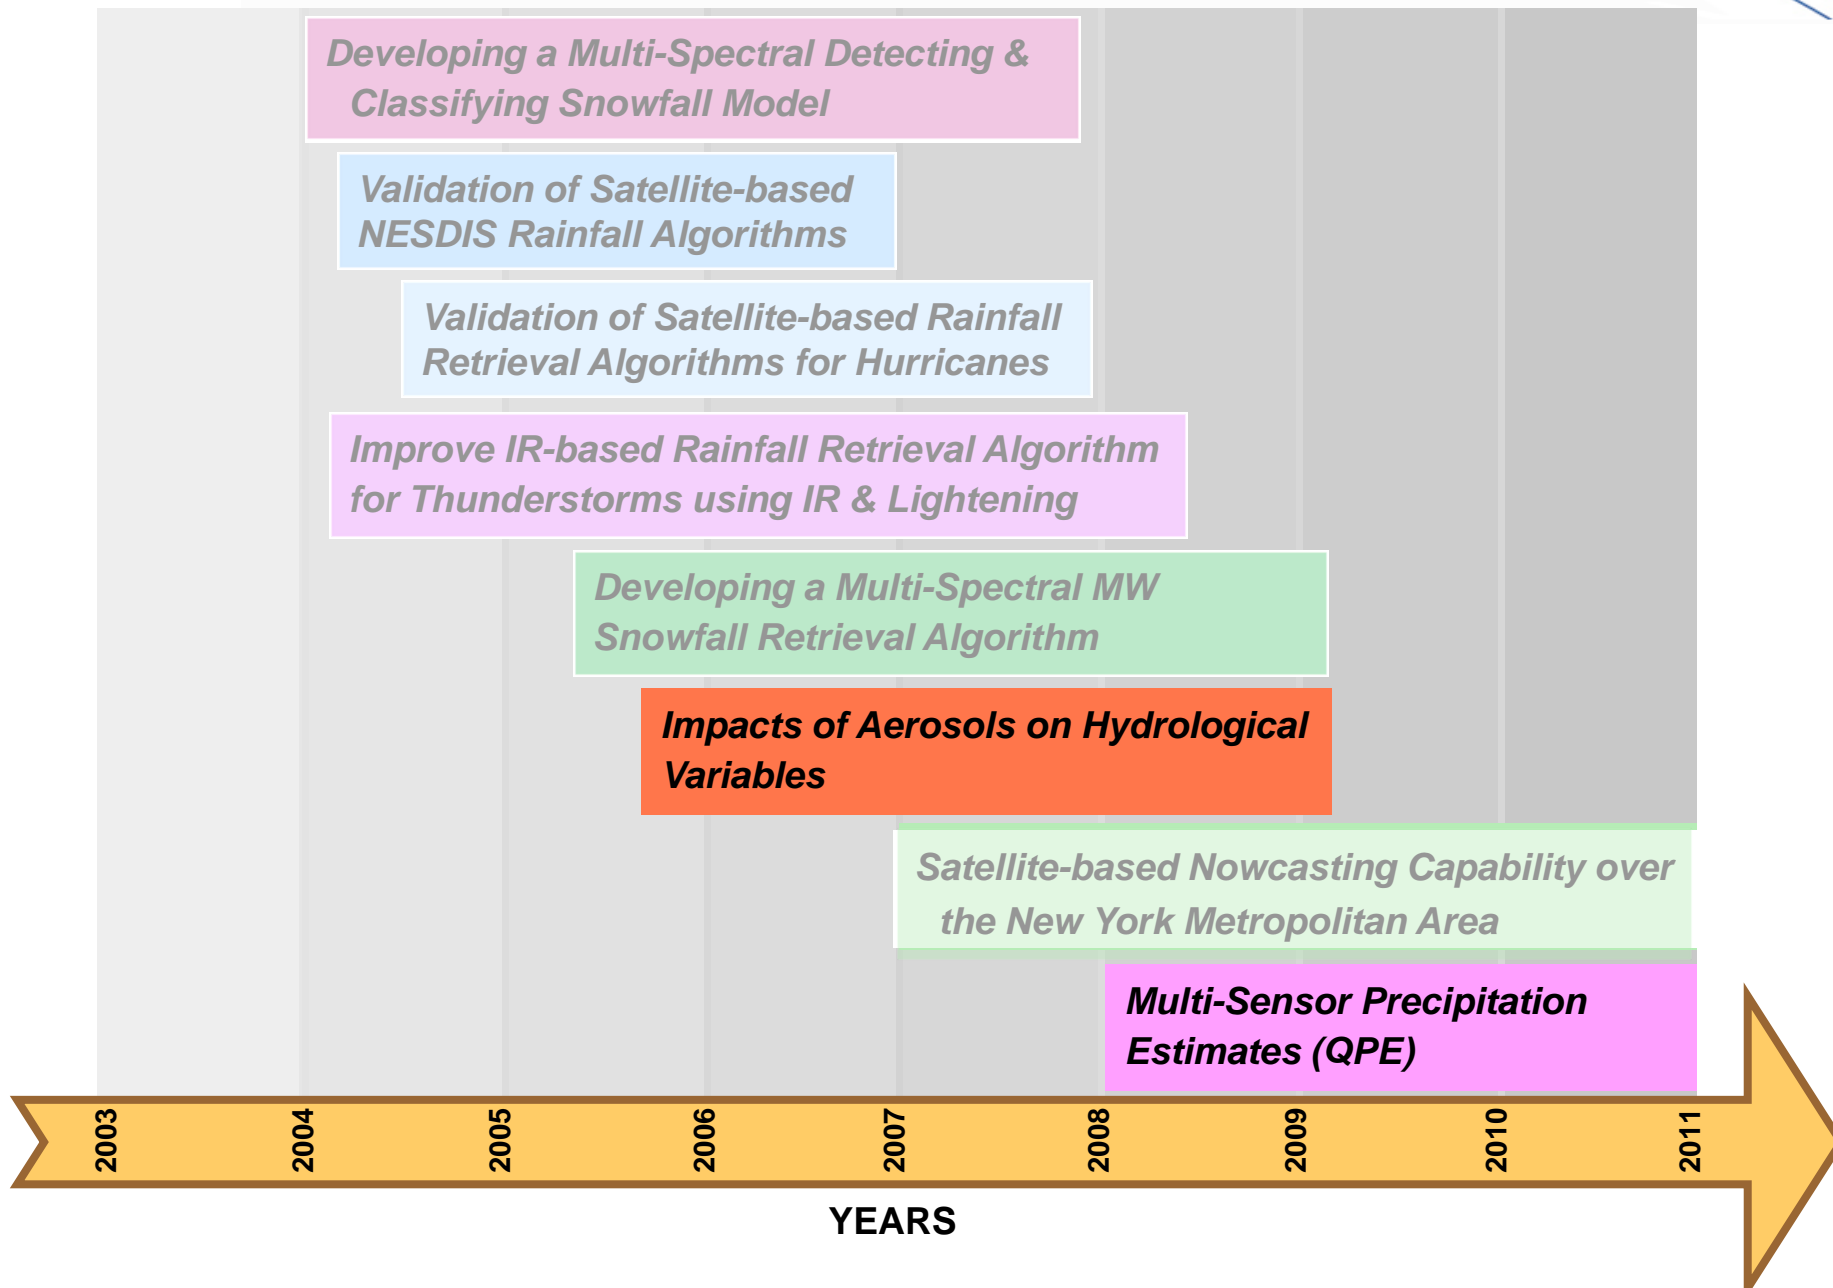 Developing a Multi-Spectral Detecting &
Classifying Snowfall Model
Validation of Satellite-based
NESDIS Rainfall Algorithms
Validation of Satellite-based Rainfall
Retrieval Algorithms for Hurricanes
Improve IR-based Rainfall Retrieval Algorithm
for Thunderstorms using IR & Lightening
Developing a Multi-Spectral MW
Snowfall Retrieval Algorithm
Impacts of Aerosols on Hydrological
Variables
Satellite-based Nowcasting Capability over
the New York Metropolitan Area
Multi-Sensor Precipitation
Estimates (QPE)
2003
2004
2005
2006
2007
2008
2009
2010
2011
YEARS